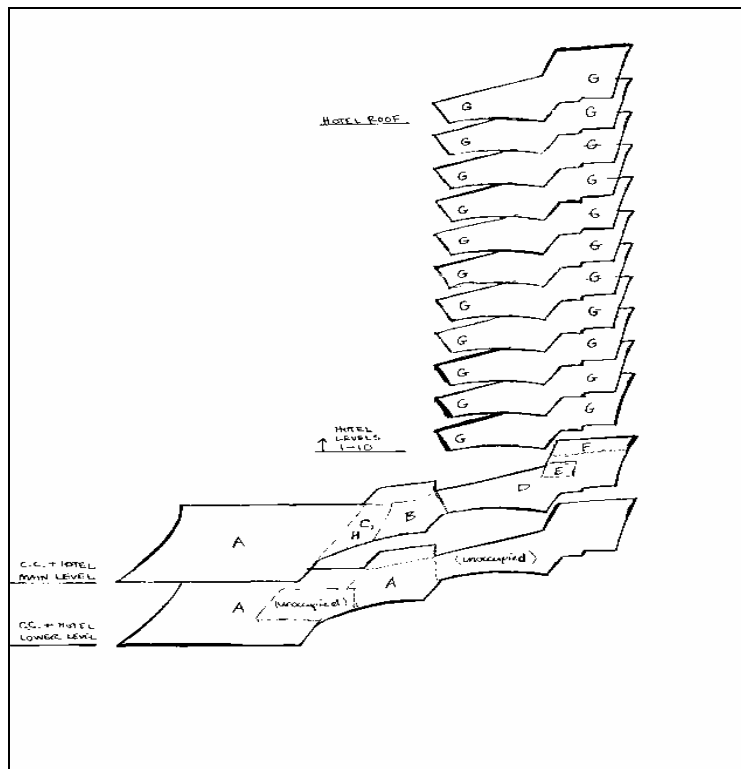 G
G G
HOTEL ROOF
G G
G G
G G
G G
G G
G G
G G
G G
G G
HOTEL
LEVELS
1-10
G
F
E
D
B
C,
H
A
C.C. + HOTEL
MAIN LEVEL
(unoccupied)
A
A
(unoccupied)
C.C. + HOTEL
LOWER LEVEL